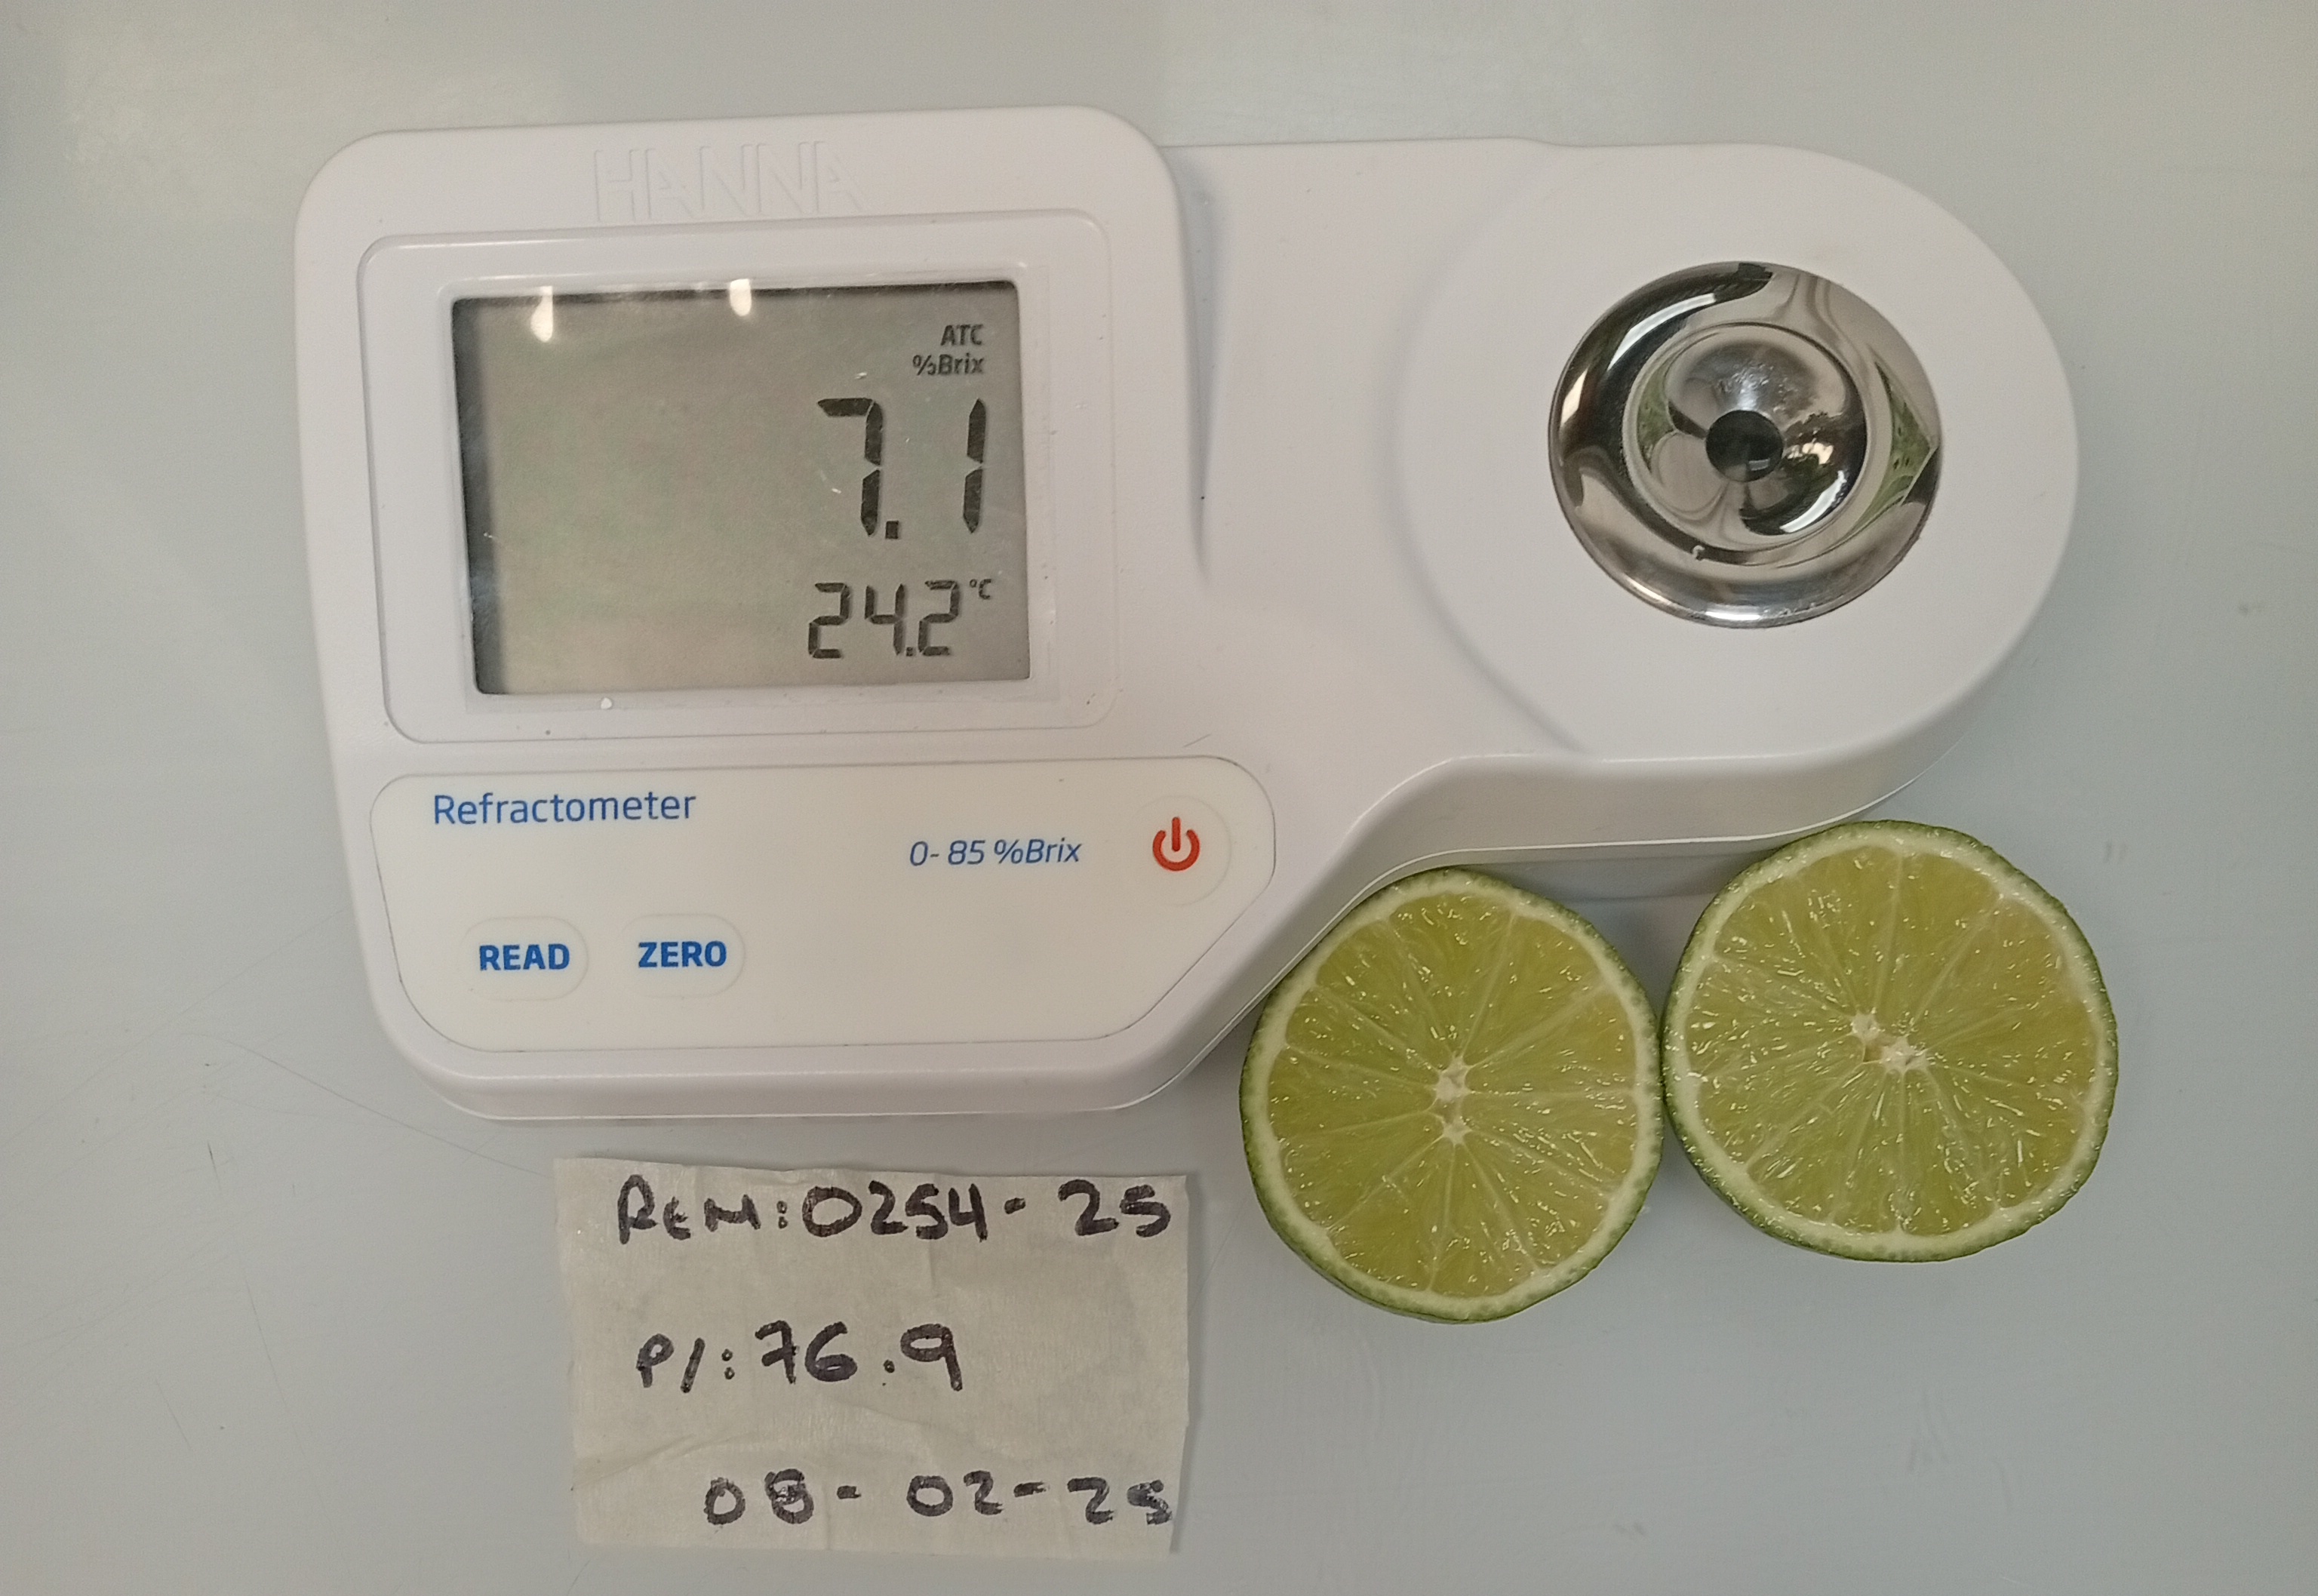 HANNA
ATC
%Brix
7.1
24.2 °C
Refractometer
0-85 %Brix
READ ZERO
REM:0254-25
P/:76.9
08-02-25